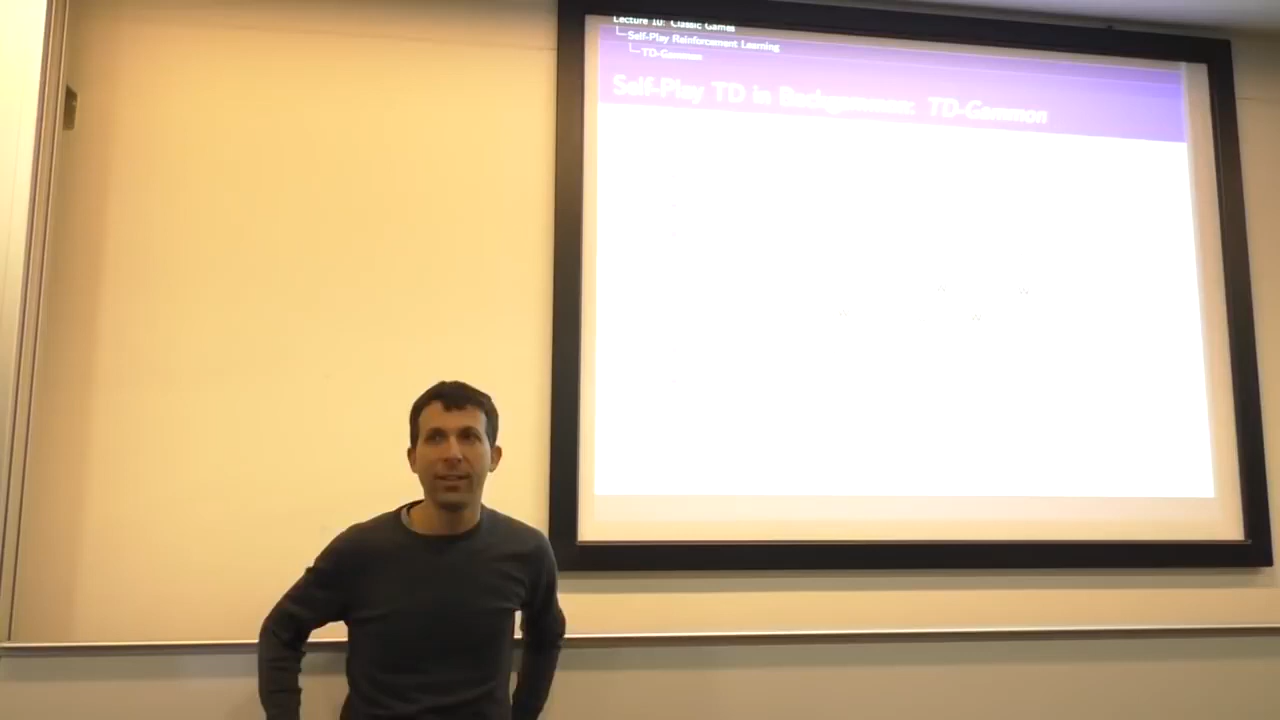 Lecture 10: Classic Games
Self-Play Reinforcement Learning
TD-Gammon
Self-Play TD in Backgammon: TD-Gammon